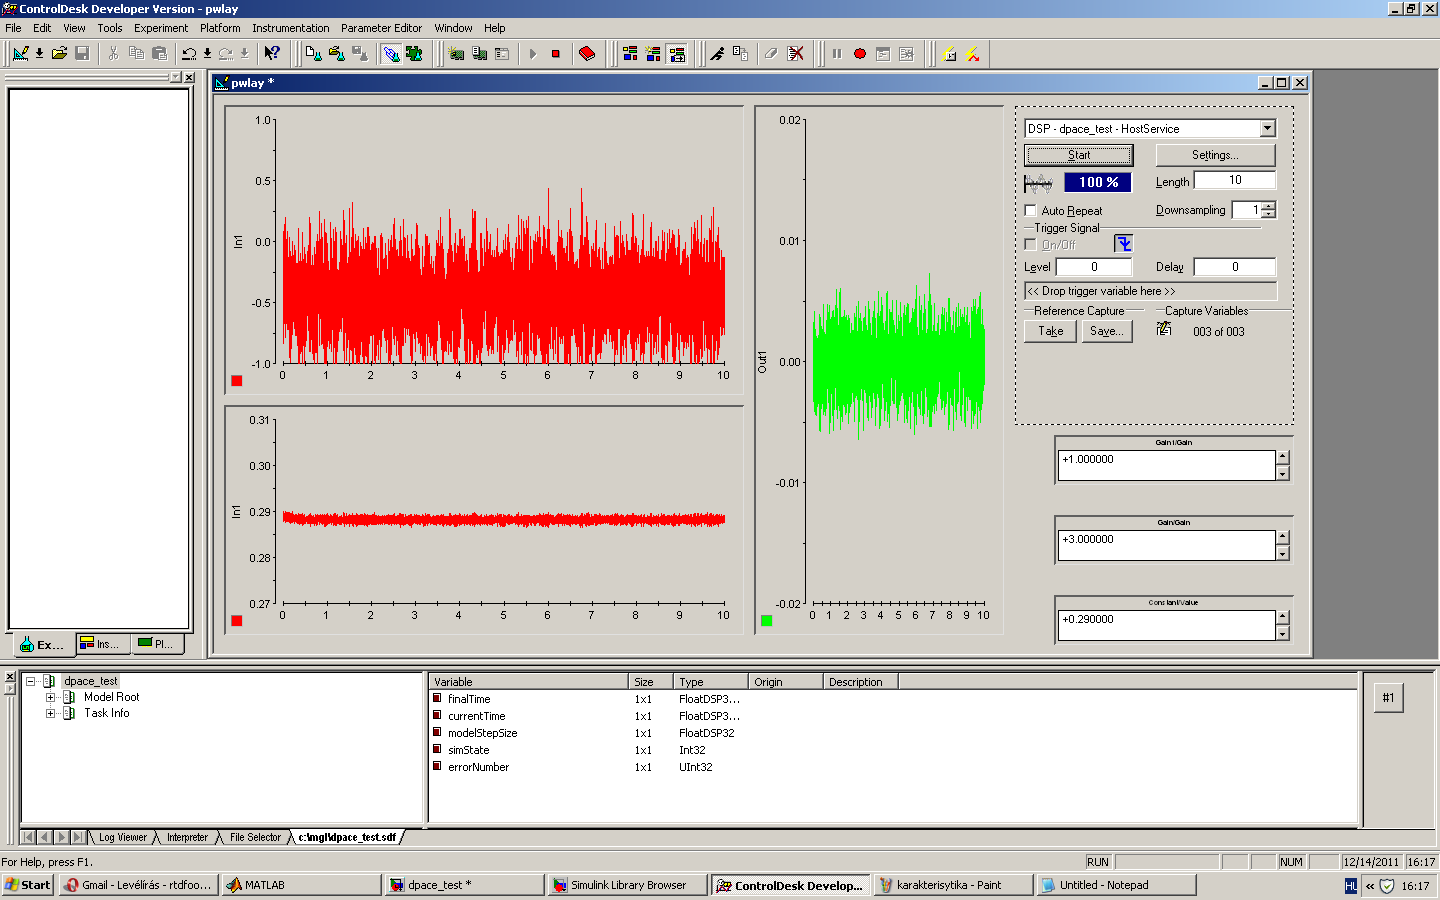 ControlDesk Developer Version - pwlay
File Edit View Tools Experiment Platform Instrumentation Parameter Editor Window Help
pwlay *
1.0
0.5
0.0
-0.5
-1.0
In1
0 1 2 3 4 5 6 7 8 9 10
0.31
0.30
0.29
0.28
0.27
In1
0 1 2 3 4 5 6 7 8 9 10
0.02
0.01
0.00
-0.01
-0.02
Out1
0 1 2 3 4 5 6 7 8 9 10
DSP - dpace_test - HostService
Start Settings...
100 % Length 10
Auto Repeat Downsampling 1
Trigger Signal
On/Off
Level 0 Delay 0
<< Drop trigger variable here >>
Reference Capture Capture Variables
Take Save... 003 of 003
Gain1/Gain
+1.000000
Gain/Gain
+3.000000
Constant/Value
+0.290000
Ex... Ins... Pl...
dpace_test
Model Root
Task Info
Variable Size Type Origin Description
finalTime 1x1 FloatDSP3...
currentTime 1x1 FloatDSP3...
modelStepSize 1x1 FloatDSP32
simState 1x1 Int32
errorNumber 1x1 UInt32
#1
Log Viewer Interpreter File Selector c:\mgl\dpace_test.sdf
For Help, press F1. RUN NUM 12/14/2011 16:17
Start Gmail - Levélírás - rtdfoo... MATLAB dpace_test * Simulink Library Browser ControlDesk Develop... karakterisytika - Paint Untitled - Notepad HU « 16:17